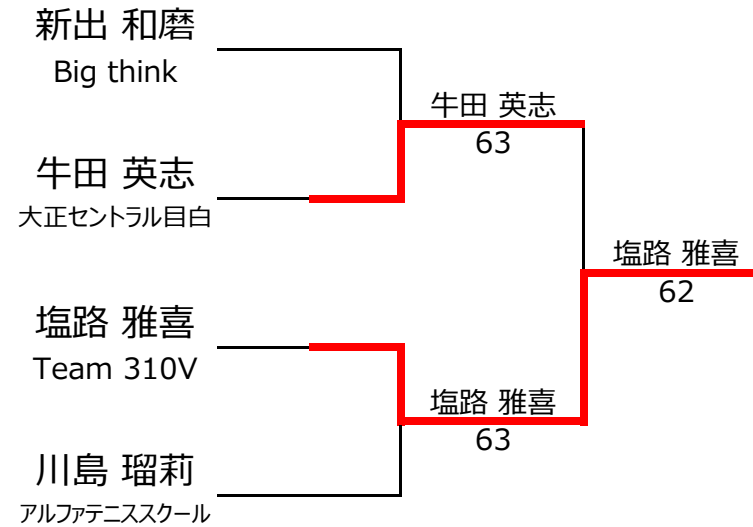 新出 和磨
Big think
牛田 英志
63
牛田 英志
大正セントラル目白
塩路 雅喜
62
塩路 雅喜
Team 310V
塩路 雅喜
63
川島 瑠莉
アルファテニススクール